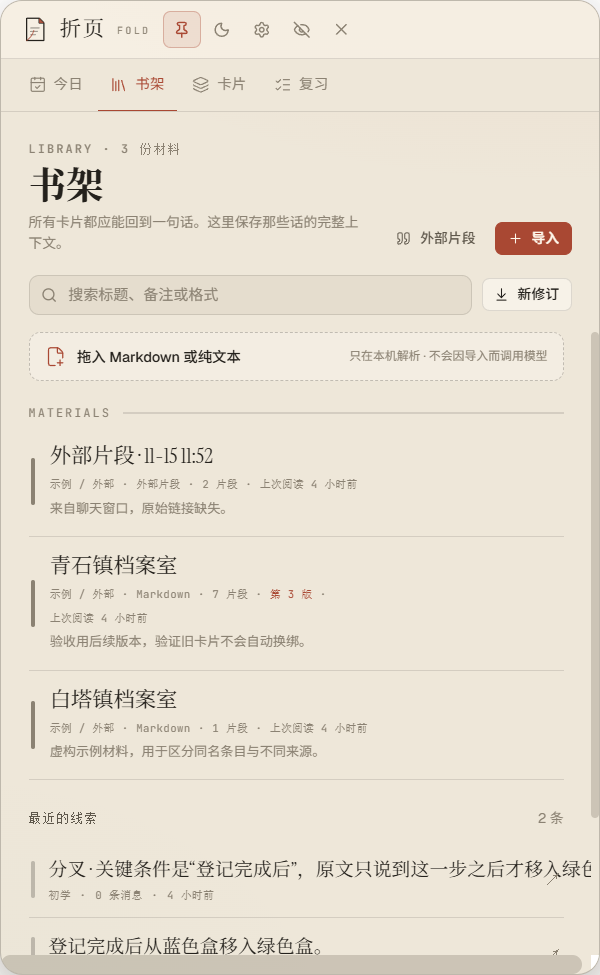 折页 FOLD
今日 书架 卡片 复习
LIBRARY · 3 份材料
书架
所有卡片都应能回到一句话。这里保存那些话的完整上
下文。
外部片段 导入
搜索标题、备注或格式 新修订
拖入 Markdown 或纯文本 只在本机解析 · 不会因导入而调用模型
MATERIALS
外部片段 · 11-15 11:52
示例 / 外部 · 外部片段 · 2 片段 · 上次阅读 4 小时前
来自聊天窗口，原始链接缺失。
青石镇档案室
示例 / 外部 · Markdown · 7 片段 · 第 3 版 ·
上次阅读 4 小时前
验收用后续版本，验证旧卡片不会自动换绑。
白塔镇档案室
示例 / 外部 · Markdown · 1 片段 · 上次阅读 4 小时前
虚构示例材料，用于区分同名条目与不同来源。
最近的线索 2 条
分叉 · 关键条件是“登记完成后”，原文只说到这一步之后才移入绿色
初学 · 0 条消息 · 4 小时前
登记完成后从蓝色盒移入绿色盒。